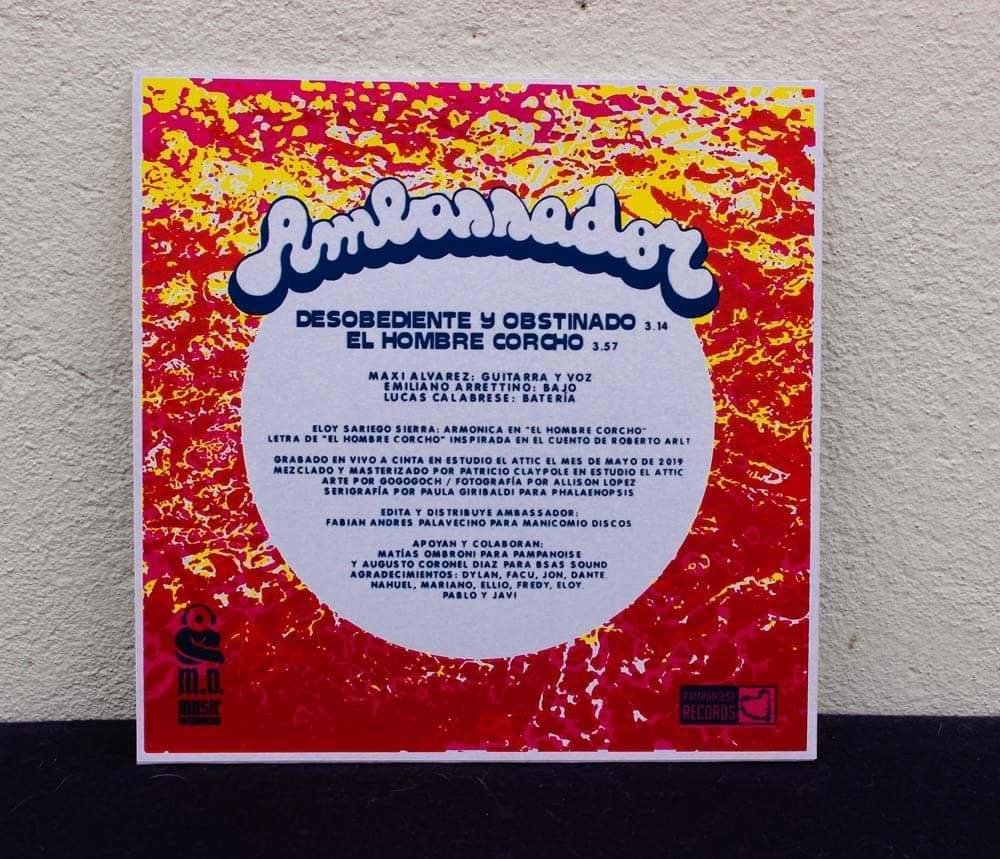 Ambassador
DESOBEDIENTE Y OBSTINADO 3.14
EL HOMBRE CORCHO 3.57
MAXI ALVAREZ: GUITARRA Y VOZ
EMILIANO ARRETTINO: BAJO
LUCAS CALABRESE: BATERÍA
ELOY SARIEGO SIERRA: ARMONICA EN "EL HOMBRE CORCHO"
LETRA DE "EL HOMBRE CORCHO" INSPIRADA EN EL CUENTO DE ROBERTO ARLT
GRABADO EN VIVO A CINTA EN ESTUDIO EL ATTIC EL MES DE MAYO DE 2019
MEZCLADO Y MASTERIZADO POR PATRICIO CLAYPOLE EN ESTUDIO EL ATTIC
ARTE POR GOGOGOCH / FOTOGRAFÍA POR ALLISON LOPEZ
SERIGRAFÍA POR PAULA GIRIBALDI PARA PHALAENOPSIS
EDITA Y DISTRIBUYE AMBASSADOR:
FABIAN ANDRES PALAVECINO PARA MANICOMIO DISCOS
APOYAN Y COLABORAN:
MATÍAS OMBRONI PARA PAMPANOISE
Y AUGUSTO CORONEL DIAZ PARA BSAS SOUND
AGRADECIMIENTOS: DYLAN, FACU, JON, DANTE,
NAHUEL, MARIANO, ELLIO, FREDY, ELOY,
PABLO Y JAVI
M.D.
MUSIC
PAMPANOISE
RECORDS